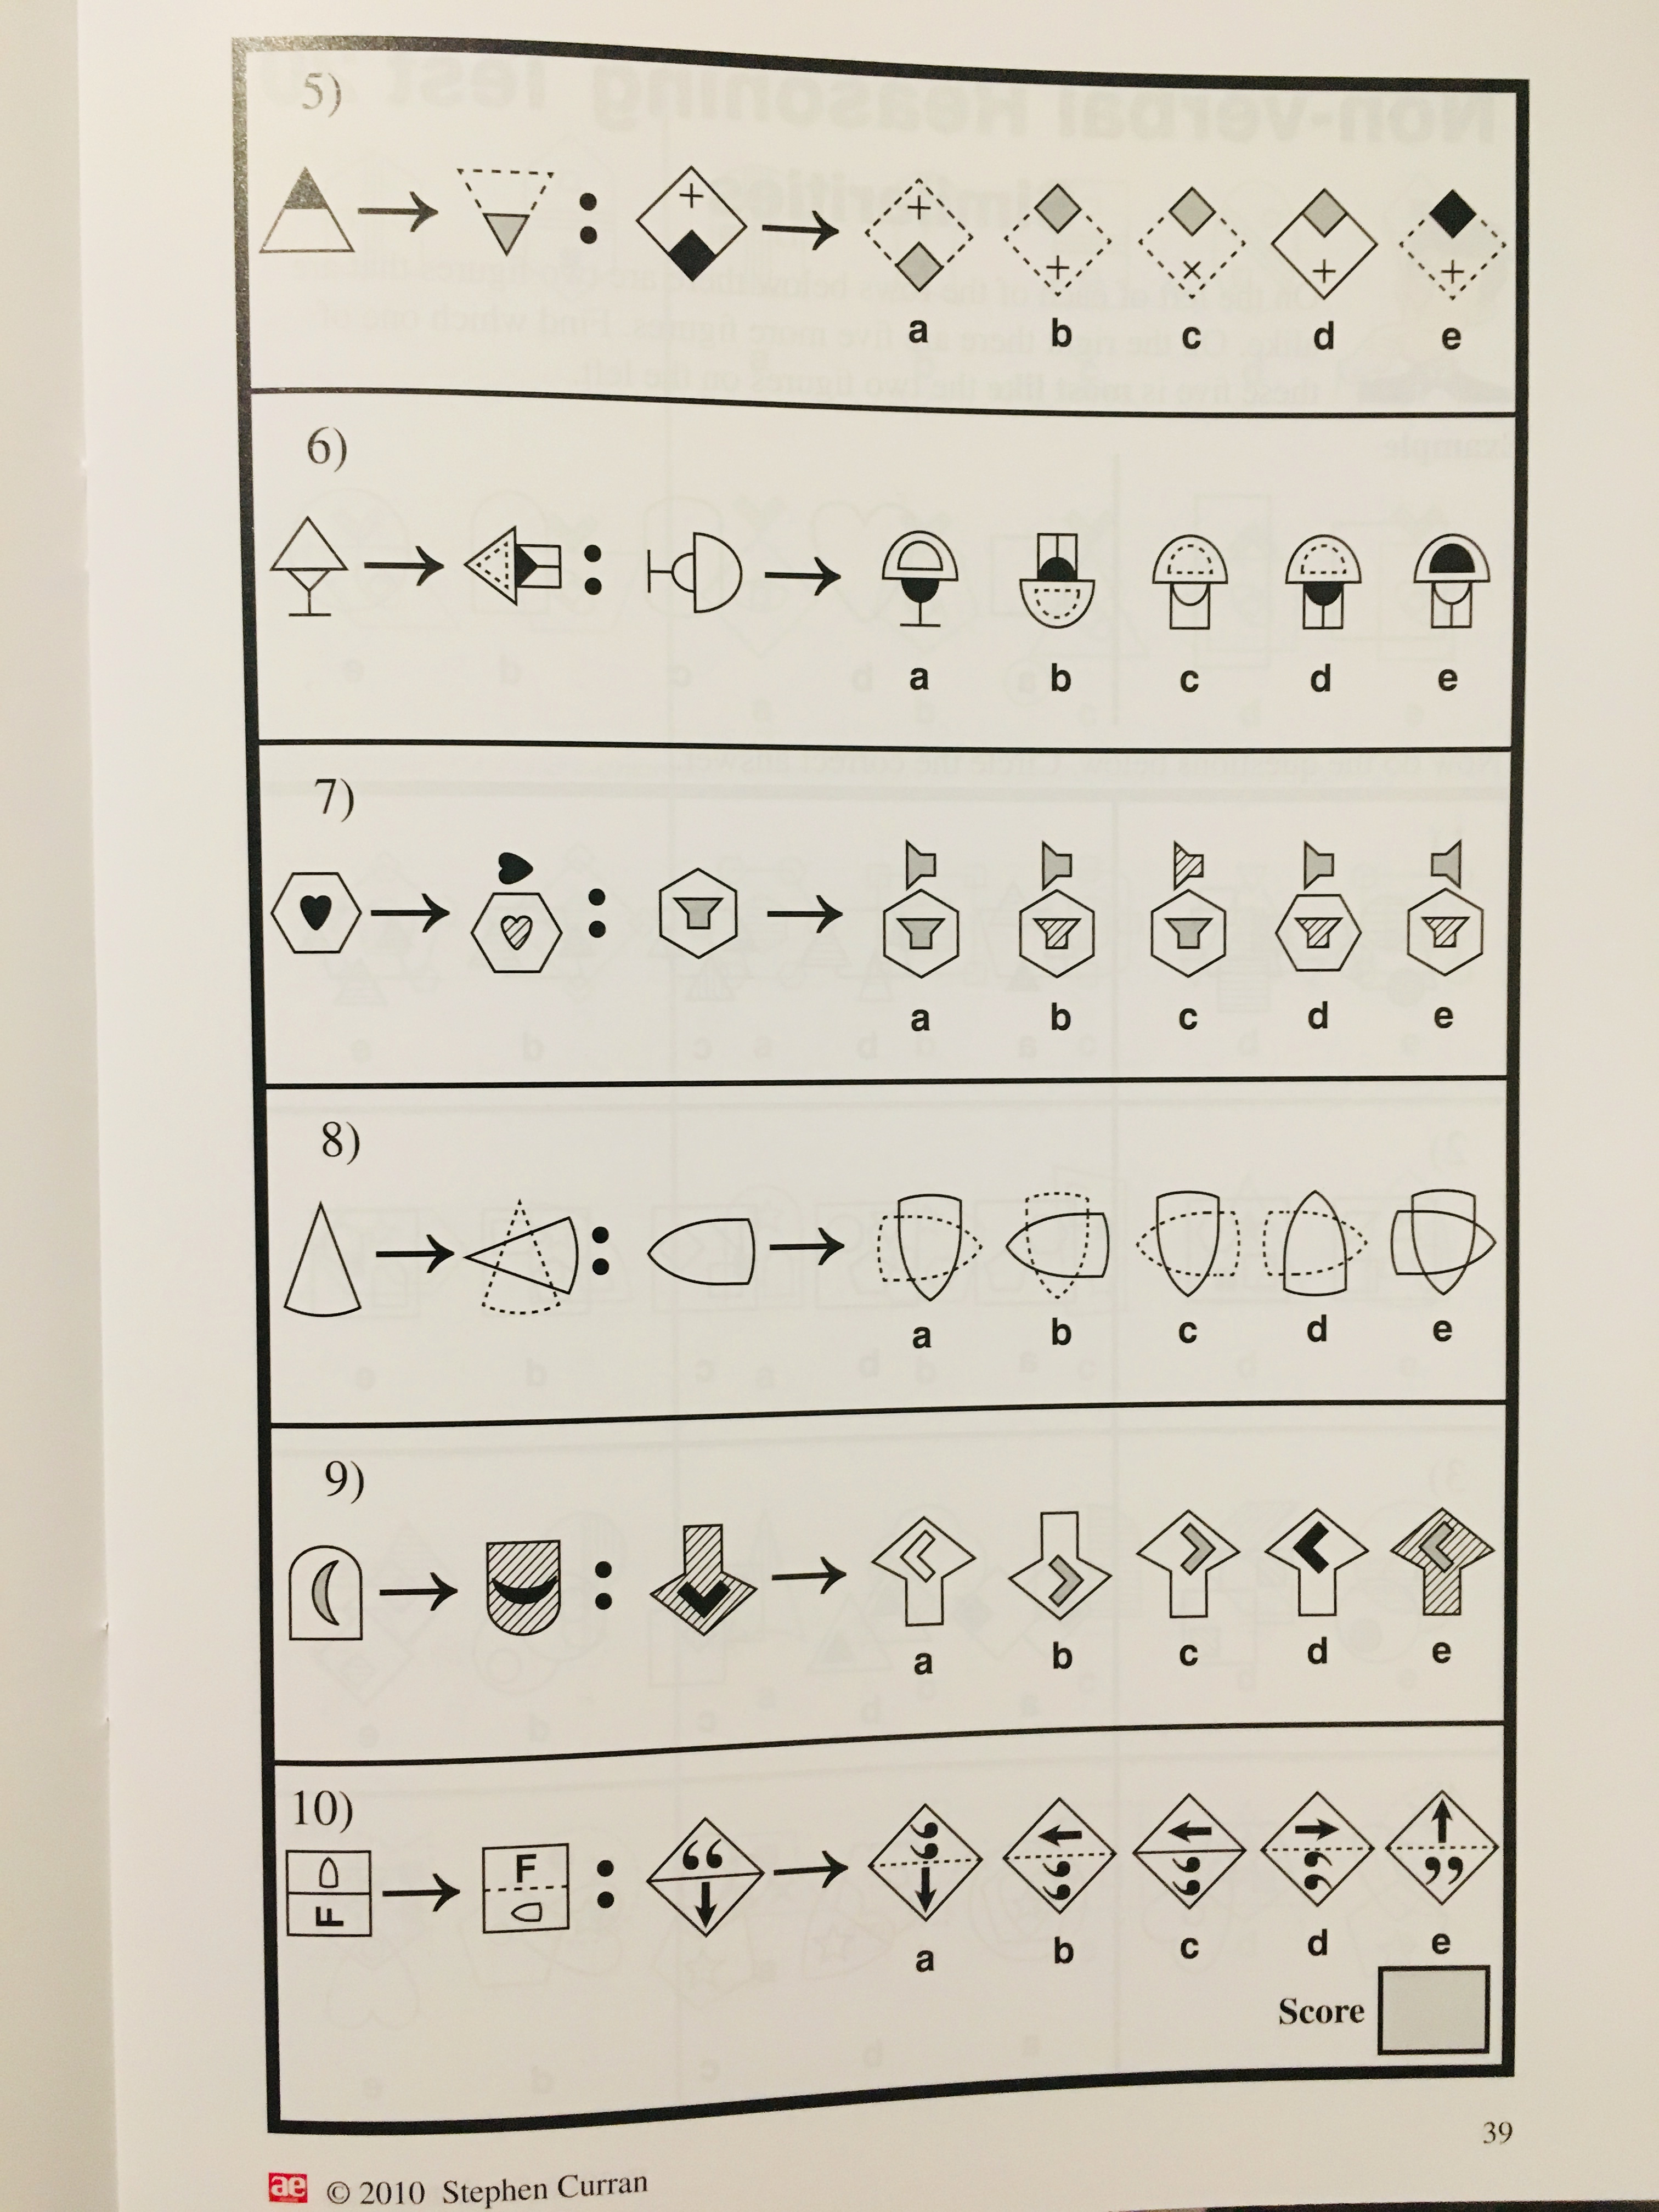 5)
a b c d e
6)
a b c d e
7)
a b c d e
8)
a b c d e
9)
a b c d e
10)
F F
a b c d e
Score
39
ae © 2010 Stephen Curran